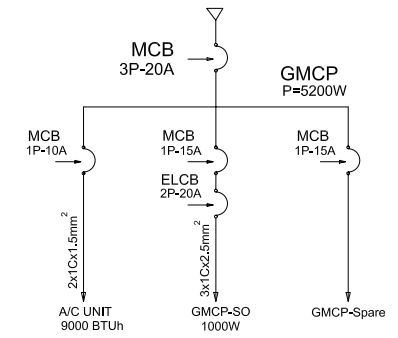 MCB
3P-20A
GMCP
P=5200W
MCB
1P-10A
MCB
1P-15A
MCB
1P-15A
ELCB
2P-20A
2x1Cx1.5mm²
3x1Cx2.5mm²
A/C UNIT
9000 BTUh
GMCP-SO
1000W
GMCP-Spare